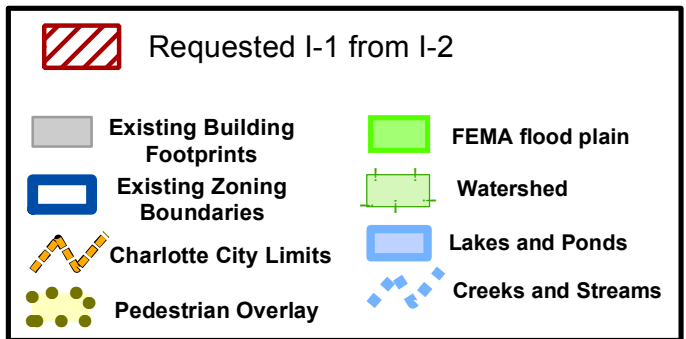 Requested I-1 from I-2
Existing Building
Footprints
Existing Zoning
Boundaries
Charlotte City Limits
Pedestrian Overlay
FEMA flood plain
Watershed
Lakes and Ponds
Creeks and Streams